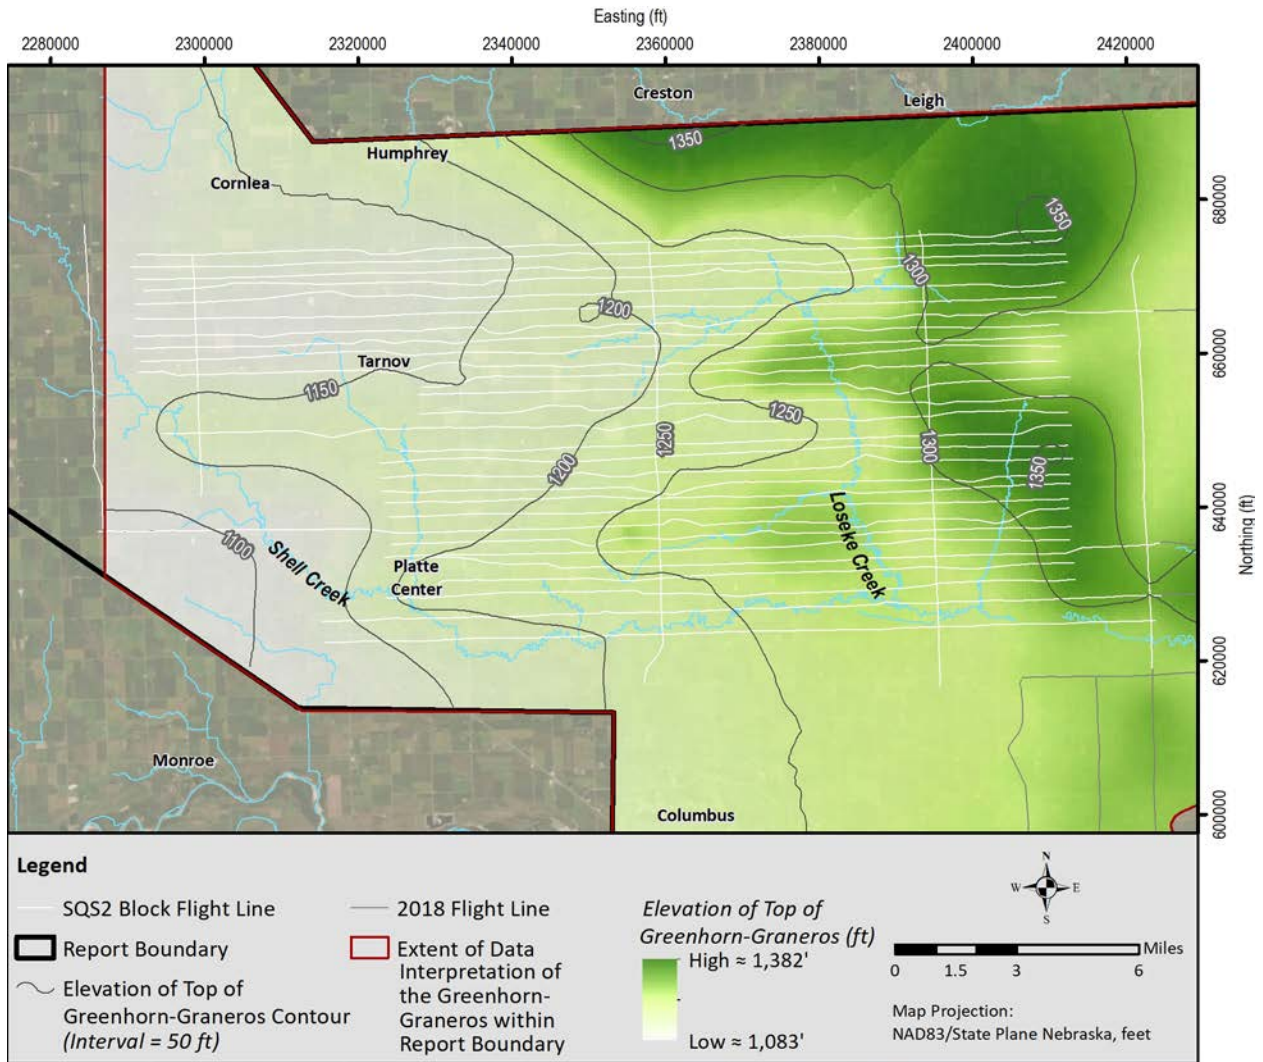 Easting (ft)
2280000 2300000 2320000 2340000 2360000 2380000 2400000 2420000
Creston
Leigh
1350
Humphrey
Cornlea
680000
1350
1300
1200
Tarnov
660000
1150
1250
1250
1300
1200
1350
640000
Loseke Creek
Northing (ft)
1100
Shell Creek
Platte
Center
620000
Monroe
Columbus
600000
Legend
SQS2 Block Flight Line
Report Boundary
Elevation of Top of
Greenhorn-Graneros Contour
(Interval = 50 ft)
2018 Flight Line
Extent of Data
Interpretation of
the Greenhorn-
Graneros within
Report Boundary
Elevation of Top of
Greenhorn-Graneros (ft)
High ≈ 1,382'
Low ≈ 1,083'
N
W E
S
Miles
0 1.5 3 6
Map Projection:
NAD83/State Plane Nebraska, feet